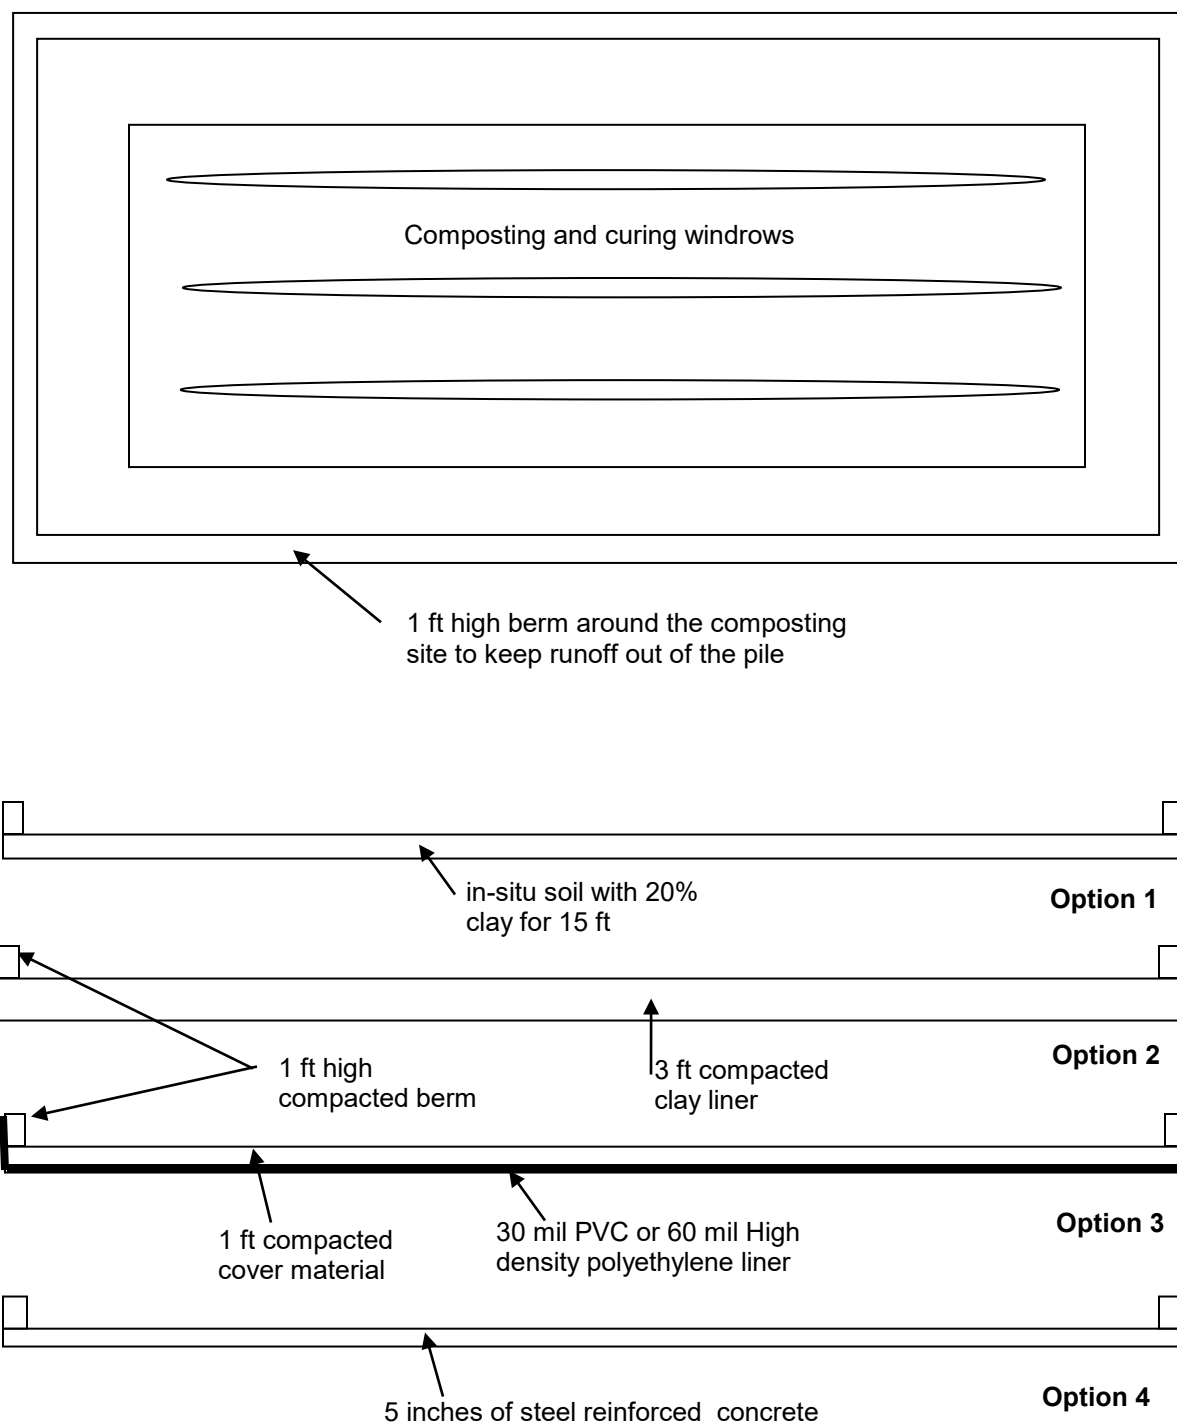 Composting and curing windrows
1 ft high berm around the composting
site to keep runoff out of the pile
in-situ soil with 20%
clay for 15 ft
Option 1
1 ft high
compacted berm
3 ft compacted
clay liner
Option 2
1 ft compacted
cover material
30 mil PVC or 60 mil High
density polyethylene liner
Option 3
5 inches of steel reinforced concrete
Option 4